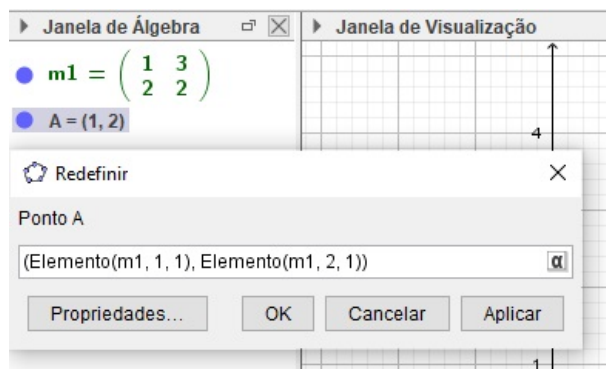 Janela de Álgebra
Janela de Visualização
m1 = ( 1 3
2 2 )
A = (1, 2)
4
Redefinir
Ponto A
(Elemento(m1, 1, 1), Elemento(m1, 2, 1))
α
Propriedades... OK Cancelar Aplicar
1